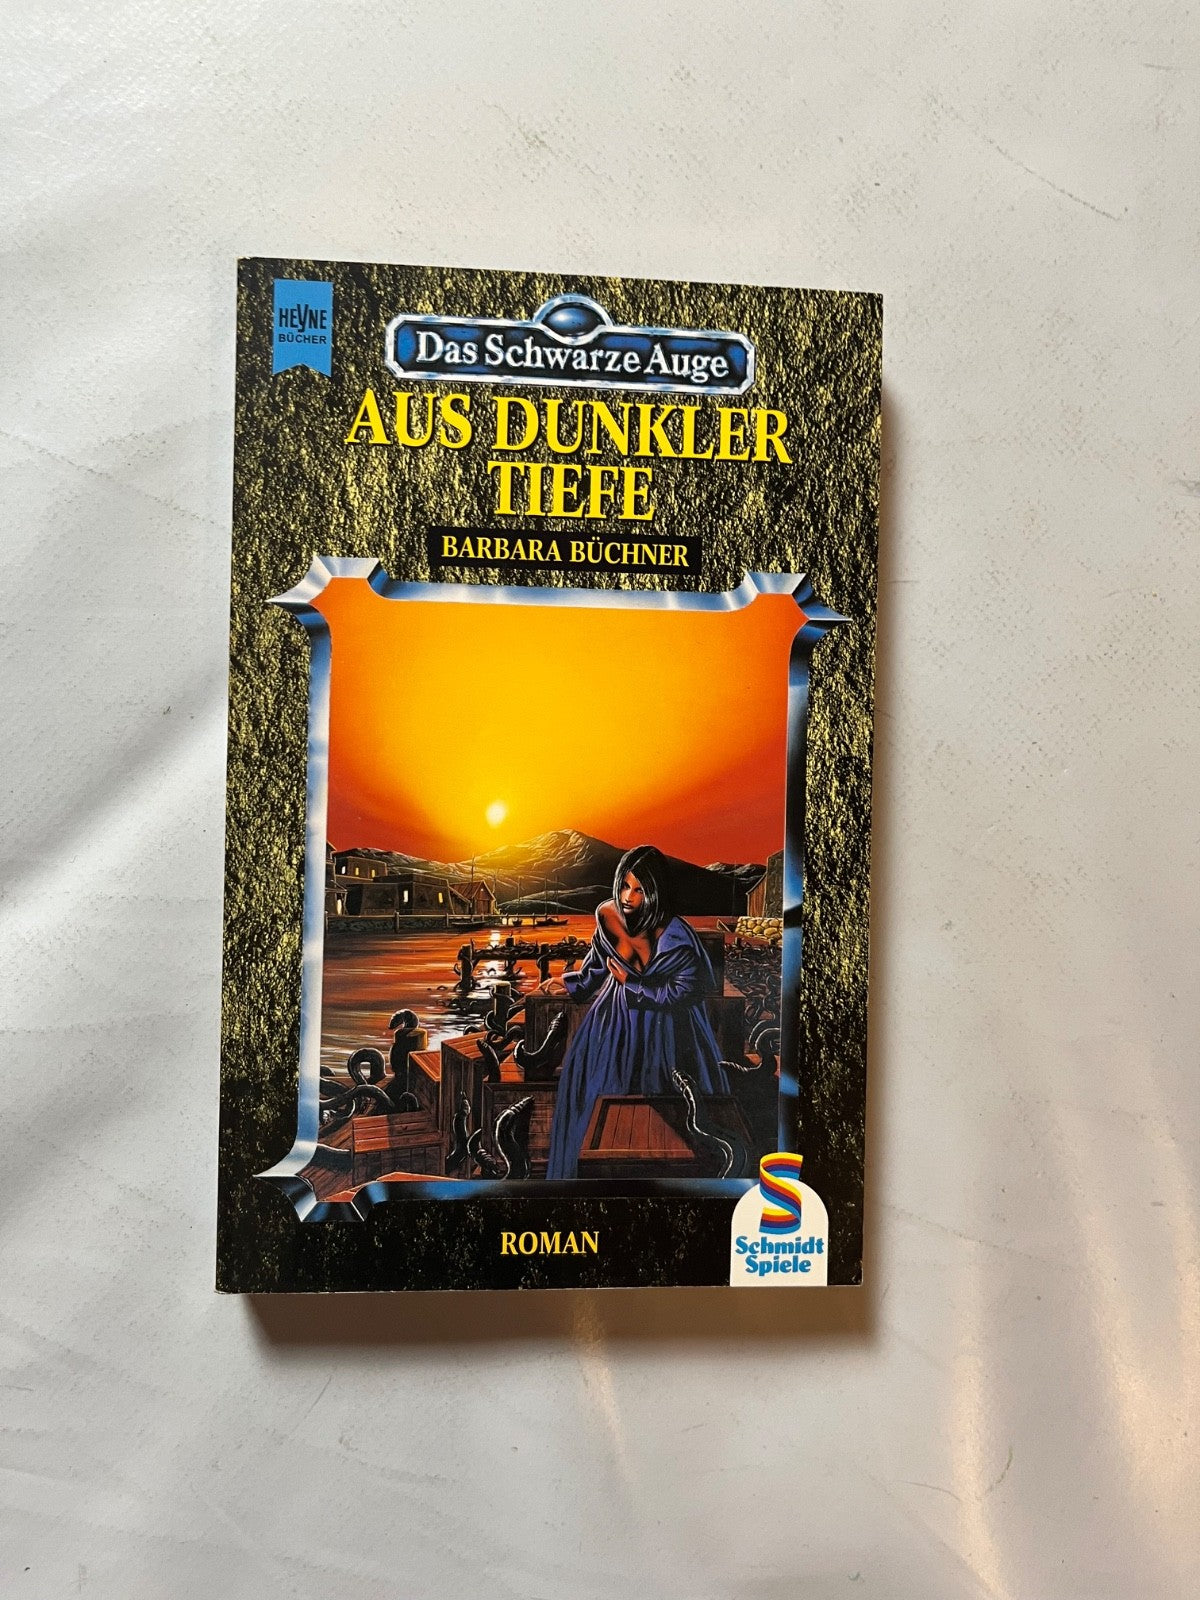 HEYNE
BÜCHER
Das Schwarze Auge
AUS DUNKLER
TIEFE
BARBARA BÜCHNER
ROMAN
Schmidt
Spiele